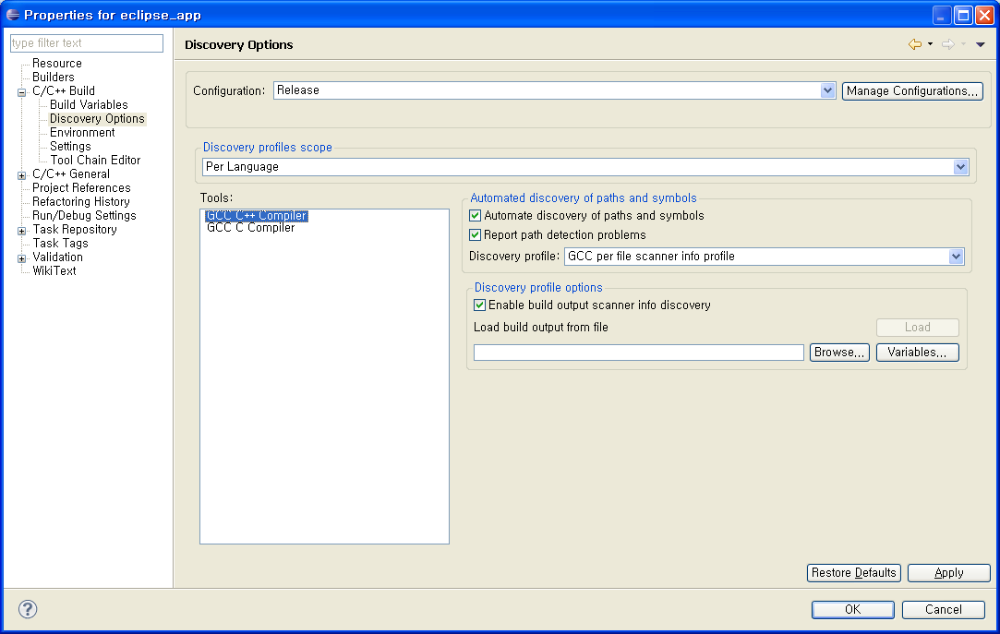 Properties for eclipse_app
type filter text
Resource
Builders
C/C++ Build
Build Variables
Discovery Options
Environment
Settings
Tool Chain Editor
C/C++ General
Project References
Refactoring History
Run/Debug Settings
Task Repository
Task Tags
Validation
WikiText
Discovery Options
Configuration: Release Manage Configurations...
Discovery profiles scope
Per Language
Tools:
GCC C++ Compiler
GCC C Compiler
Automated discovery of paths and symbols
Automate discovery of paths and symbols
Report path detection problems
Discovery profile: GCC per file scanner info profile
Discovery profile options
Enable build output scanner info discovery
Load build output from file Load
Browse... Variables...
Restore Defaults Apply
? OK Cancel